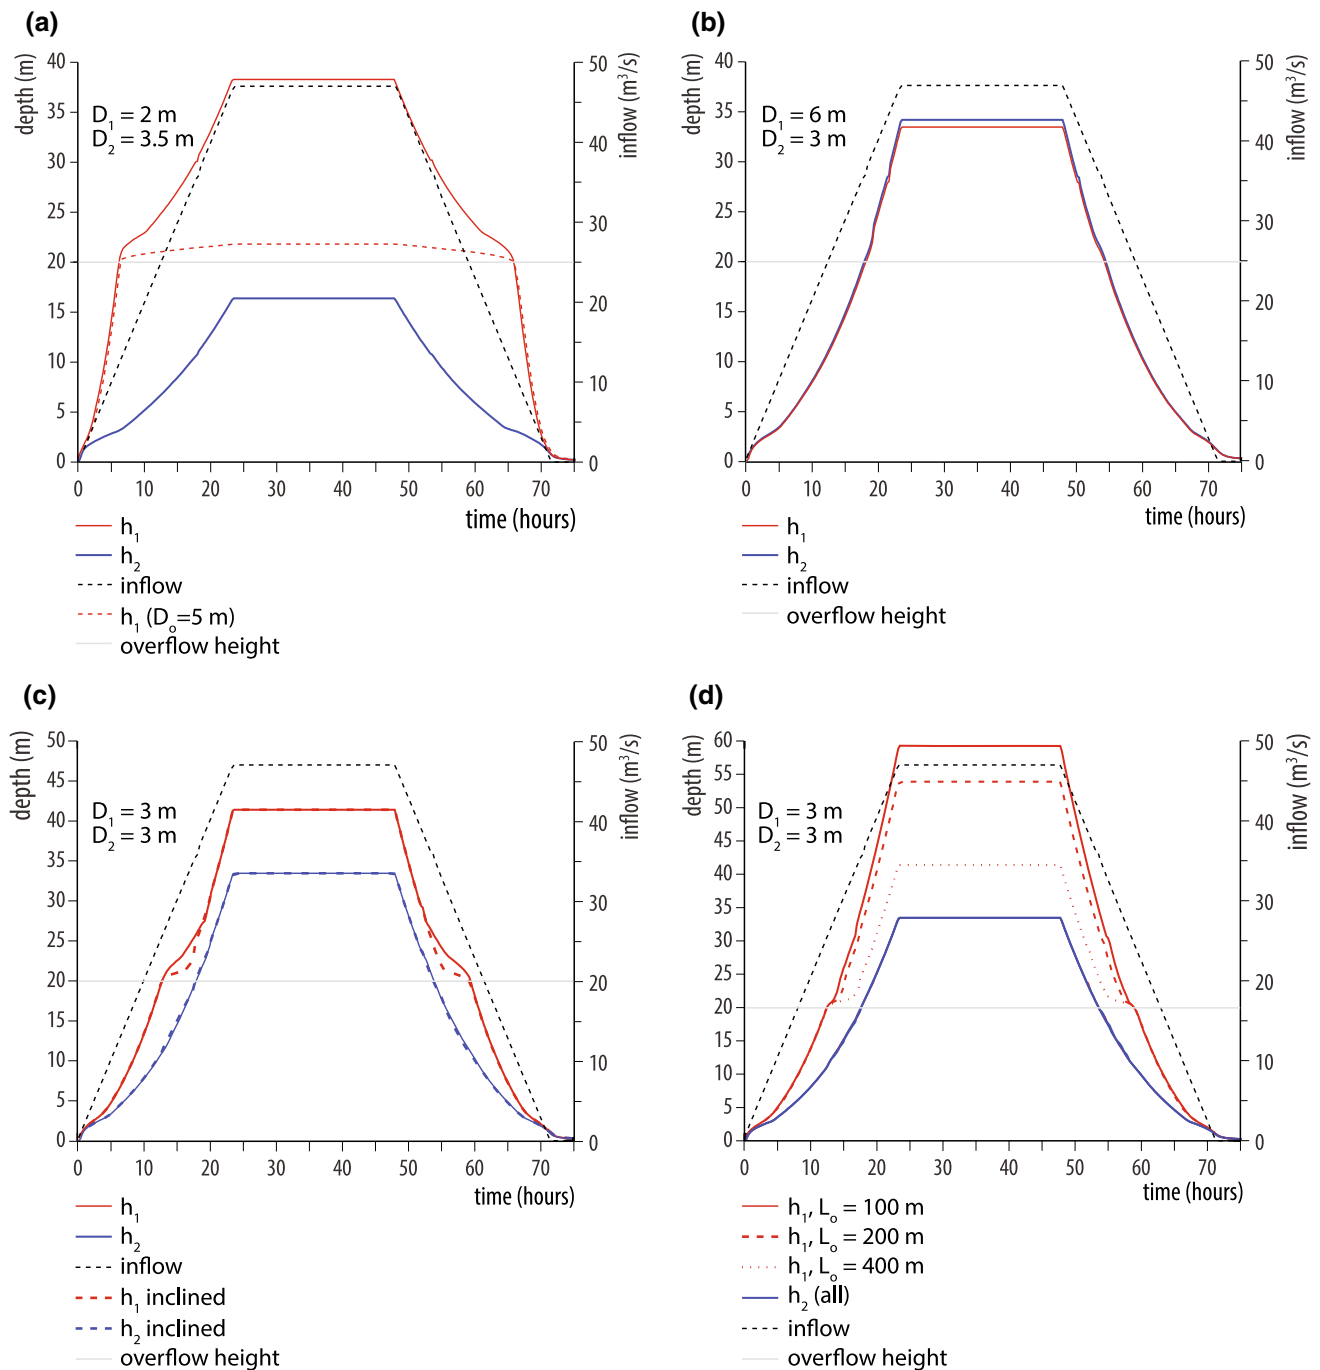 (a)
depth (m)
40
35
30
25
20
15
10
5
0
D1 = 2 m
D2 = 3.5 m
50
40
30
20
10
0
inflow (m3/s)
0 10 20 30 40 50 60 70
time (hours)
h1
h2
inflow
h1 (Do=5 m)
overflow height
(b)
depth (m)
40
35
30
25
20
15
10
5
0
D1 = 6 m
D2 = 3 m
50
40
30
20
10
0
inflow (m3/s)
0 10 20 30 40 50 60 70
time (hours)
h1
h2
inflow
overflow height
(c)
depth (m)
50
45
40
35
30
25
20
15
10
5
0
D1 = 3 m
D2 = 3 m
50
40
30
20
10
0
inflow (m3/s)
0 10 20 30 40 50 60 70
time (hours)
h1
h2
inflow
h1 inclined
h2 inclined
overflow height
(d)
depth (m)
60
55
50
45
40
35
30
25
20
15
10
5
0
D1 = 3 m
D2 = 3 m
50
40
30
20
10
0
inflow (m3/s)
0 10 20 30 40 50 60 70
time (hours)
h1, Lo = 100 m
h1, Lo = 200 m
h1, Lo = 400 m
h2 (all)
inflow
overflow height